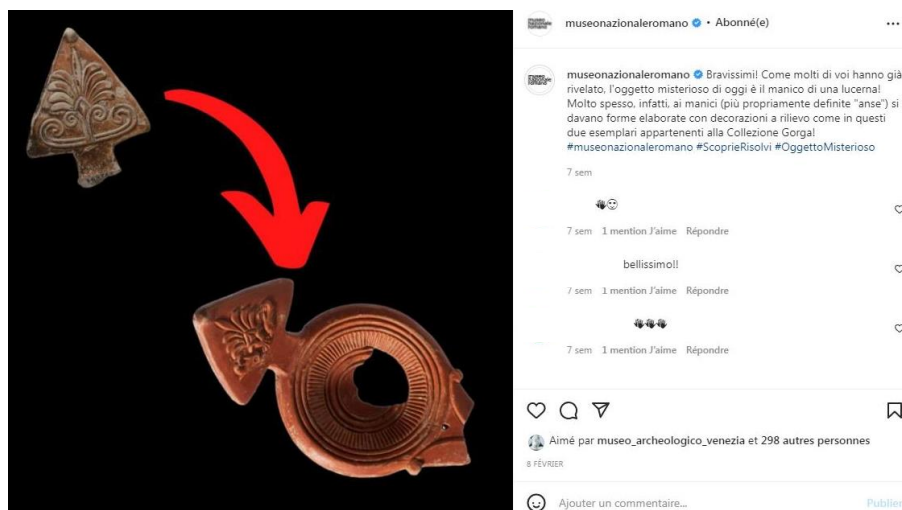 museonazionaleromano • Abonné(e)
museonazionaleromano Bravissimi! Come molti di voi hanno già
rivelato, l'oggetto misterioso di oggi è il manico di una lucerna!
Molto spesso, infatti, ai manici (più propriamente definite "anse") si
davano forme elaborate con decorazioni a rilievo come in questi
due esemplari appartenenti alla Collezione Gorga!
#museonazionaleromano #ScoprieRisolvi #OggettoMisterioso
7 sem
7 sem 1 mention J'aime Répondre
bellissimo!!
7 sem 1 mention J'aime Répondre
7 sem 1 mention J'aime Répondre
Aimé par museo_archeologico_venezia et 298 autres personnes
8 FÉVRIER
Ajouter un commentaire... Publier